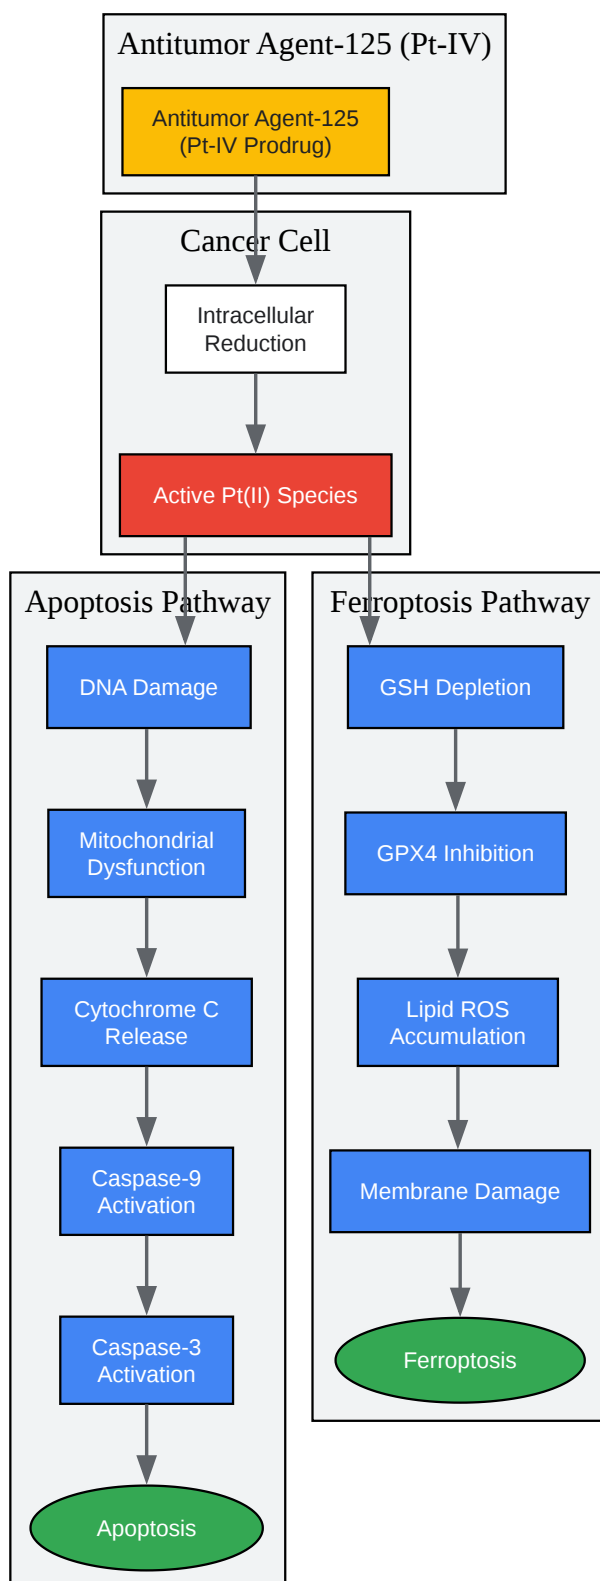 Antitumor Agent-125 (Pt-IV)
Antitumor Agent-125
(Pt-IV Prodrug)
Cancer Cell
Intracellular
Reduction
Active Pt(II) Species
Apoptosis Pathway
DNA Damage
Mitochondrial
Dysfunction
Cytochrome C
Release
Caspase-9
Activation
Caspase-3
Activation
Apoptosis
Ferroptosis Pathway
GSH Depletion
GPX4 Inhibition
Lipid ROS
Accumulation
Membrane Damage
Ferroptosis